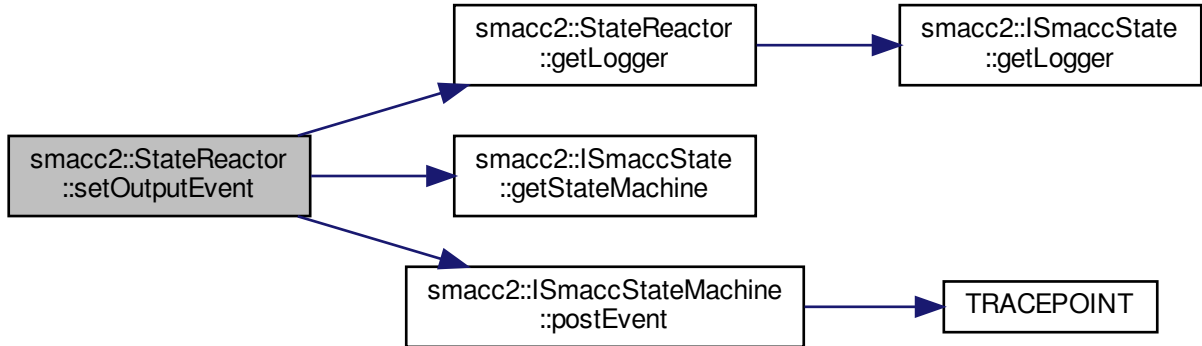 smacc2::StateReactor
::setOutputEvent
smacc2::StateReactor
::getLogger
smacc2::ISmaccState
::getLogger
smacc2::ISmaccState
::getStateMachine
smacc2::ISmaccStateMachine
::postEvent
TRACEPOINT